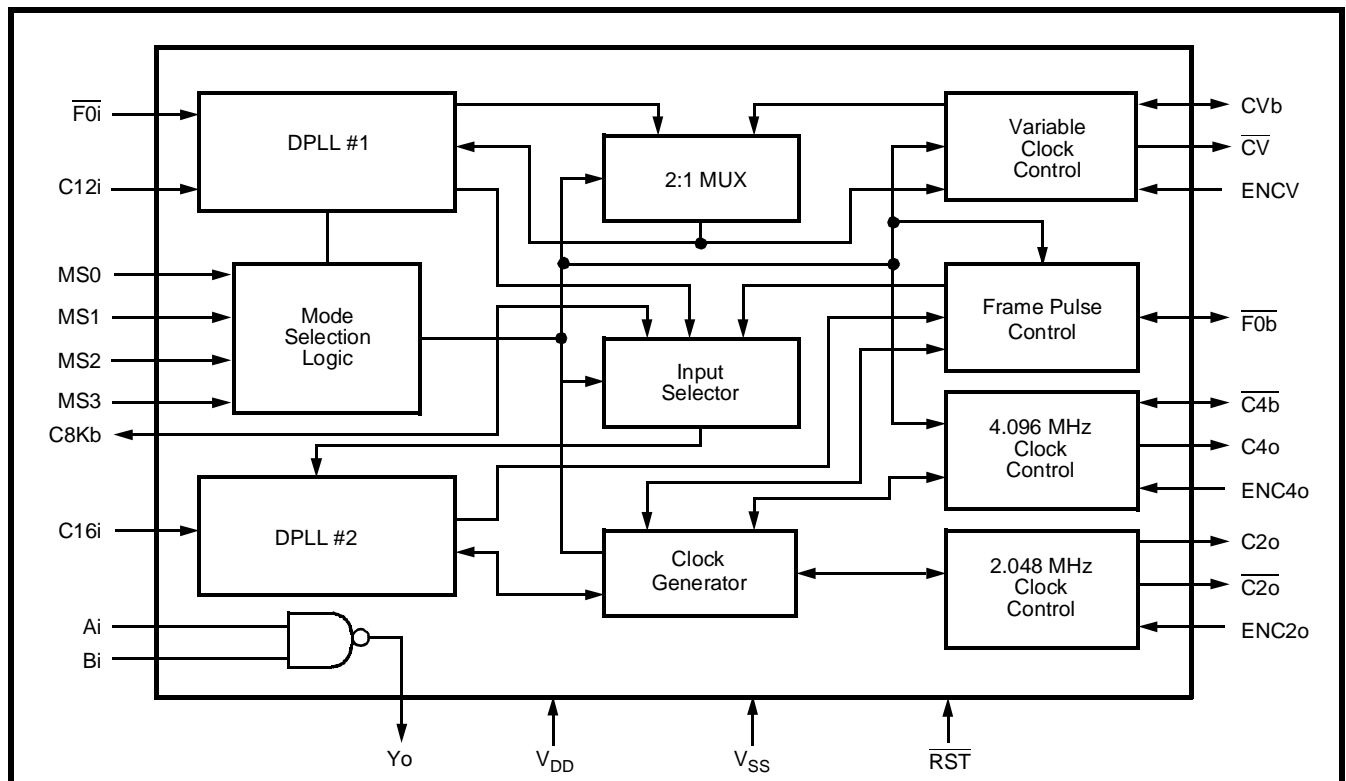 F0i
C12i
MS0
MS1
MS2
MS3
C8Kb
C16i
Ai
Bi
DPLL #1
Mode
Selection
Logic
DPLL #2
2:1 MUX
Input
Selector
Clock
Generator
Variable
Clock
Control
Frame Pulse
Control
4.096 MHz
Clock
Control
2.048 MHz
Clock
Control
CVb
CV
ENCV
F0b
C4b
C4o
ENC4o
C2o
C2o
ENC2o
Yo
VDD
VSS
RST